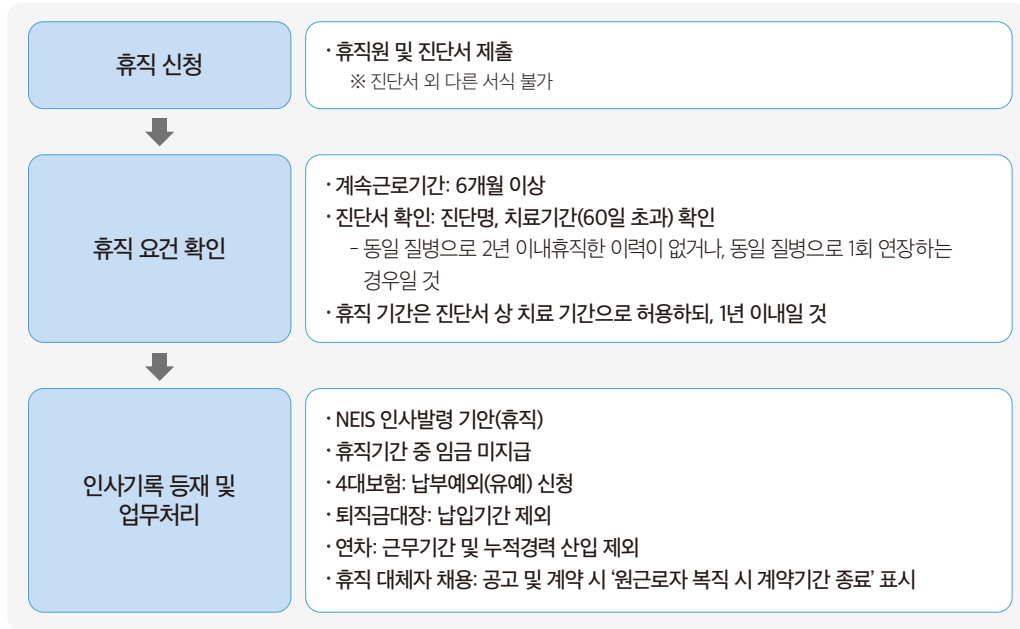 휴직 신청
· 휴직원 및 진단서 제출
※ 진단서 외 다른 서식 불가
휴직 요건 확인
· 계속근로기간: 6개월 이상
· 진단서 확인: 진단명, 치료기간(60일 초과) 확인
- 동일 질병으로 2년 이내휴직한 이력이 없거나, 동일 질병으로 1회 연장하는
경우일 것
· 휴직 기간은 진단서 상 치료 기간으로 허용하되, 1년 이내일 것
인사기록 등재 및
업무처리
· NEIS 인사발령 기안(휴직)
· 휴직기간 중 임금 미지급
· 4대보험: 납부예외(유예) 신청
· 퇴직금대장: 납입기간 제외
· 연차: 근무기간 및 누적경력 산입 제외
· 휴직 대체자 채용: 공고 및 계약 시 ‘원근로자 복직 시 계약기간 종료’ 표시